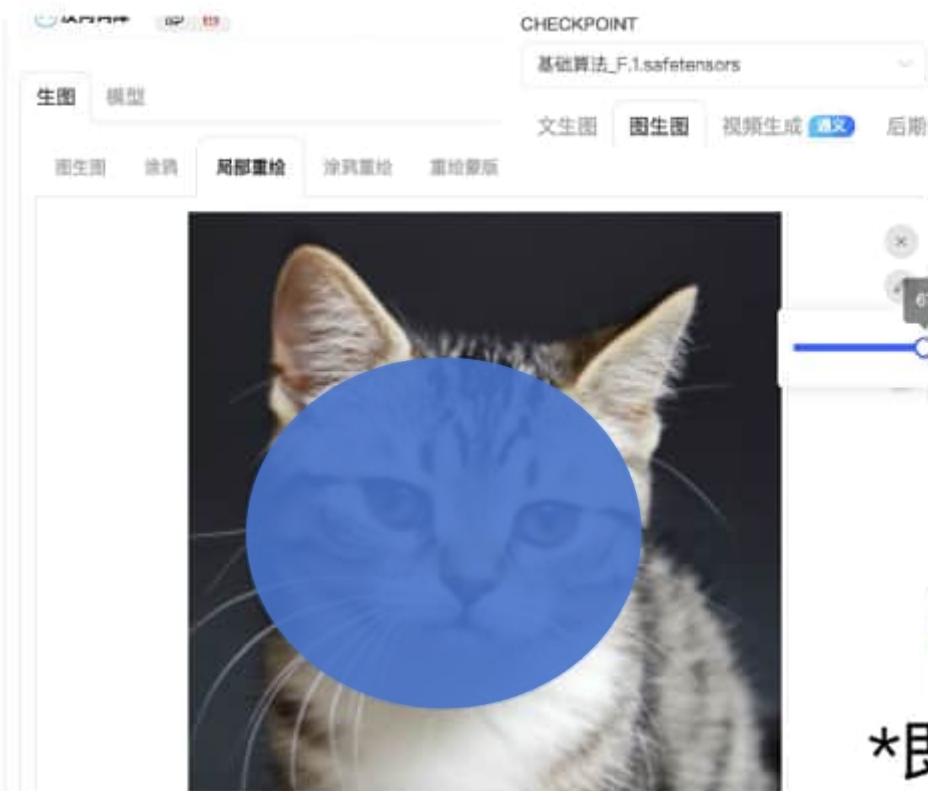 CHECKPOINT
基础算法_F.1.safetensors
生图 模型
文生图 图生图 视频生成 通义 后期
图生图 涂鸦 局部重绘 涂鸦重绘 重绘蒙版